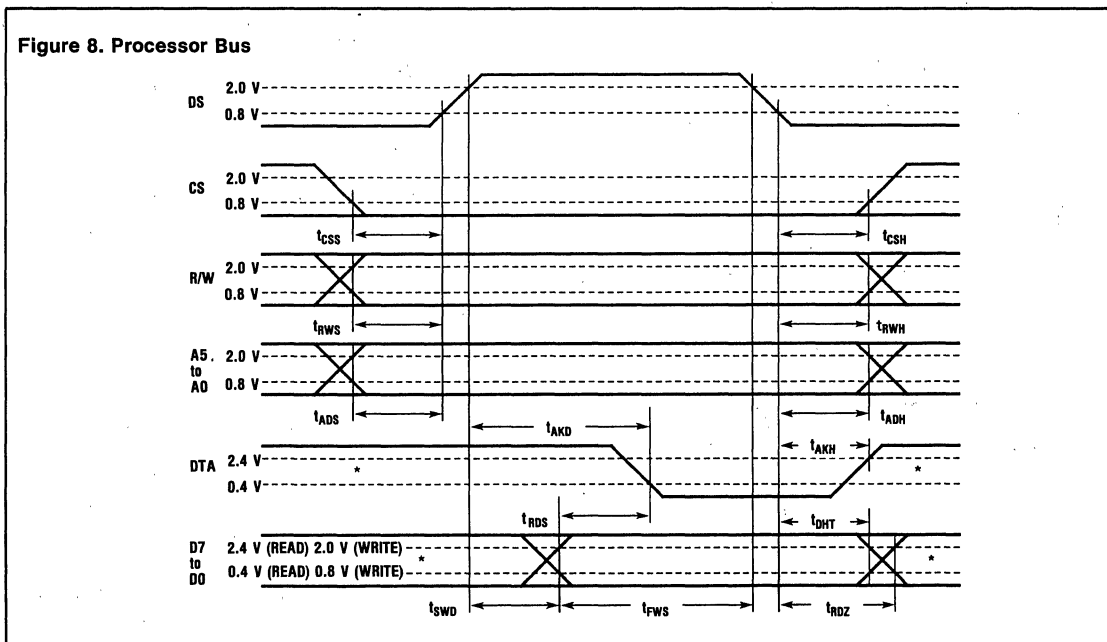 Figure 8. Processor Bus
DS
2.0 V
0.8 V
CS
2.0 V
0.8 V
tCSS
tCSH
R/W
2.0 V
0.8 V
tRWS
tRWH
A5
to
A0
2.0 V
0.8 V
tADS
tADH
tAKD
tAKH
DTA
2.4 V
0.4 V
*
*
tRDS
tDHT
D7
to
D0
2.4 V (READ) 2.0 V (WRITE)
0.4 V (READ) 0.8 V (WRITE)
*
*
tSWD
tFWS
tRDZ